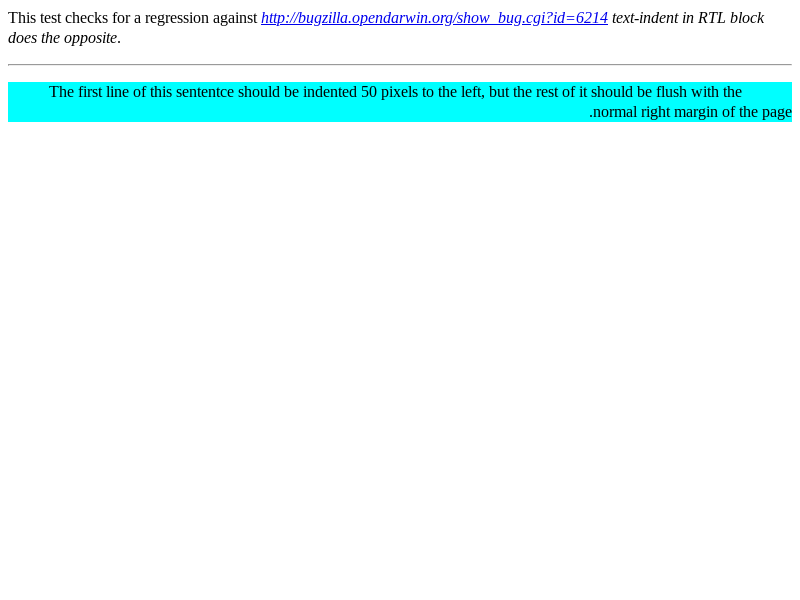 This test checks for a regression against http://bugzilla.opendarwin.org/show_bug.cgi?id=6214 text-indent in RTL block
does the opposite.
The first line of this sententce should be indented 50 pixels to the left, but the rest of it should be flush with the
.normal right margin of the page